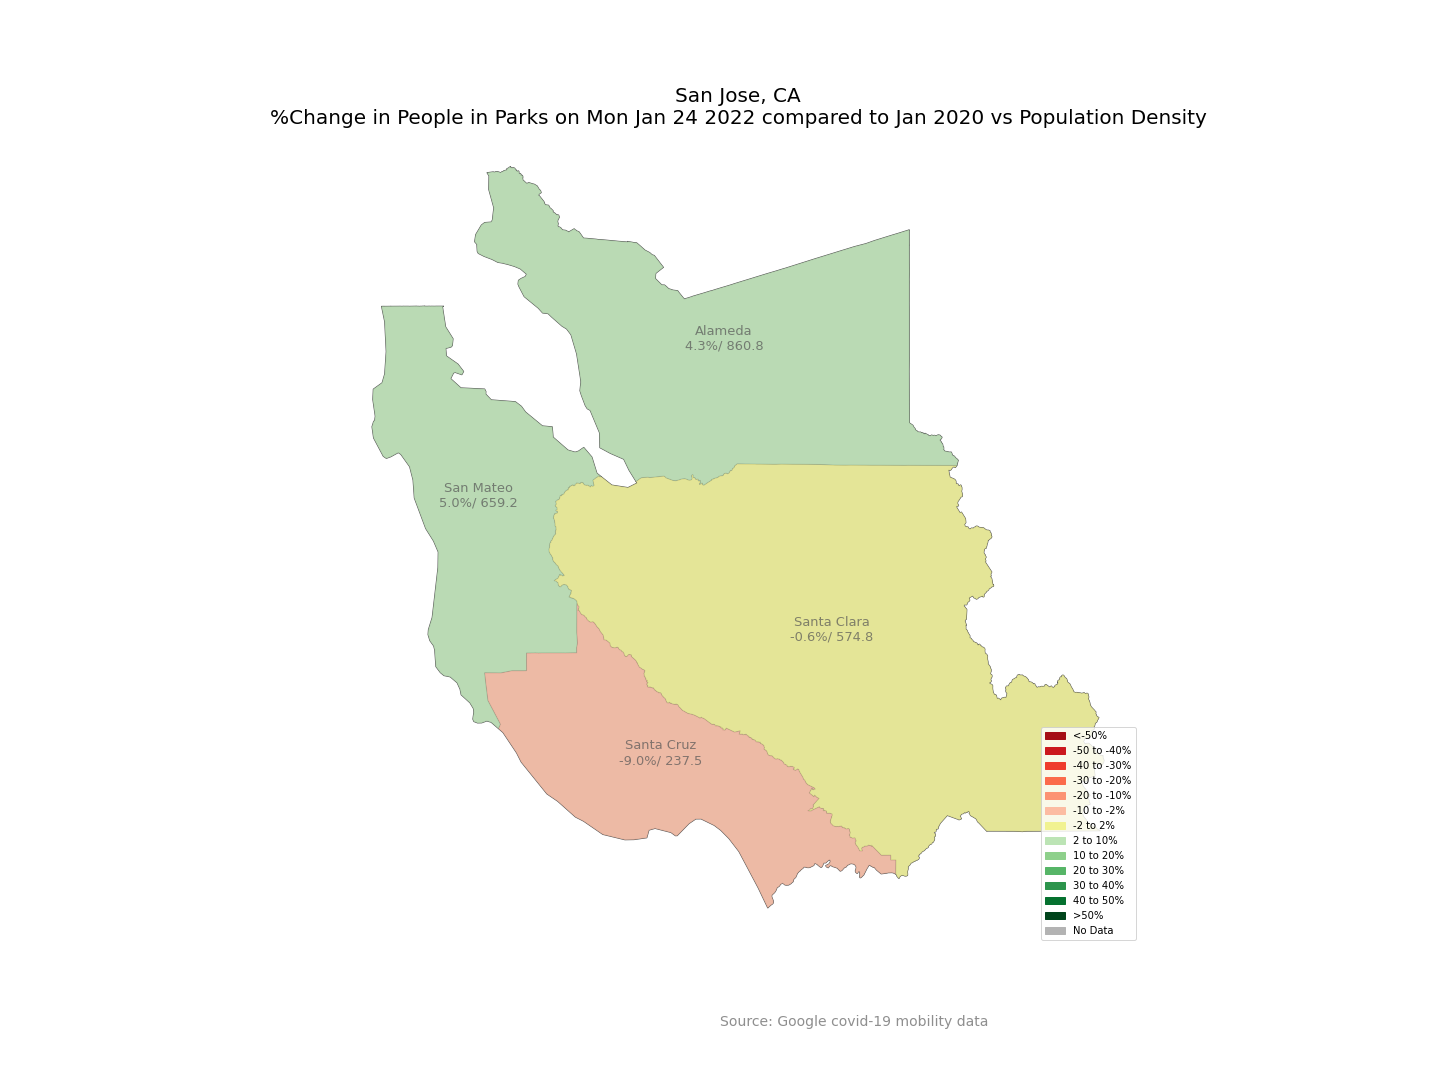 San Jose, CA
%Change in People in Parks on Mon Jan 24 2022 compared to Jan 2020 vs Population Density
Alameda
4.3%/ 860.8
San Mateo
5.0%/ 659.2
Santa Clara
-0.6%/ 574.8
Santa Cruz
-9.0%/ 237.5
<-50%
-50 to -40%
-40 to -30%
-30 to -20%
-20 to -10%
-10 to -2%
-2 to 2%
2 to 10%
10 to 20%
20 to 30%
30 to 40%
40 to 50%
>50%
No Data
Source: Google covid-19 mobility data